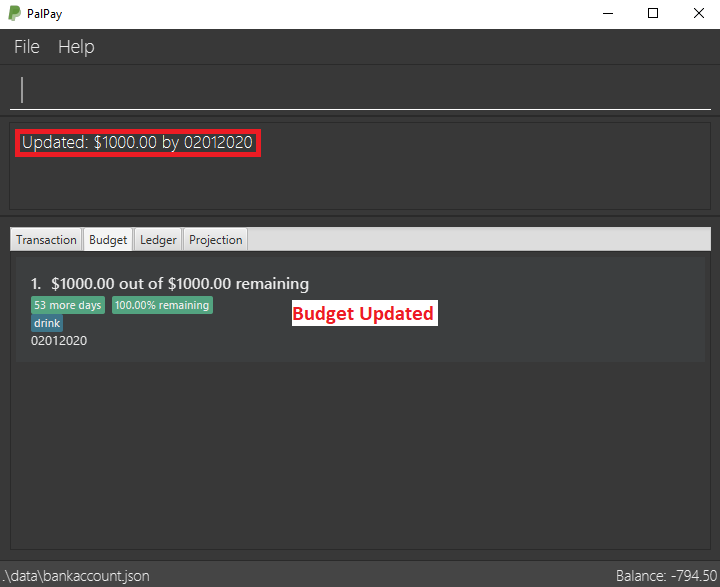 PalPay
File Help
Updated: $1000.00 by 02012020
Transaction Budget Ledger Projection
1. $1000.00 out of $1000.00 remaining
53 more days 100.00% remaining
Budget Updated
drink
02012020
.\data\bankaccount.json Balance: -794.50